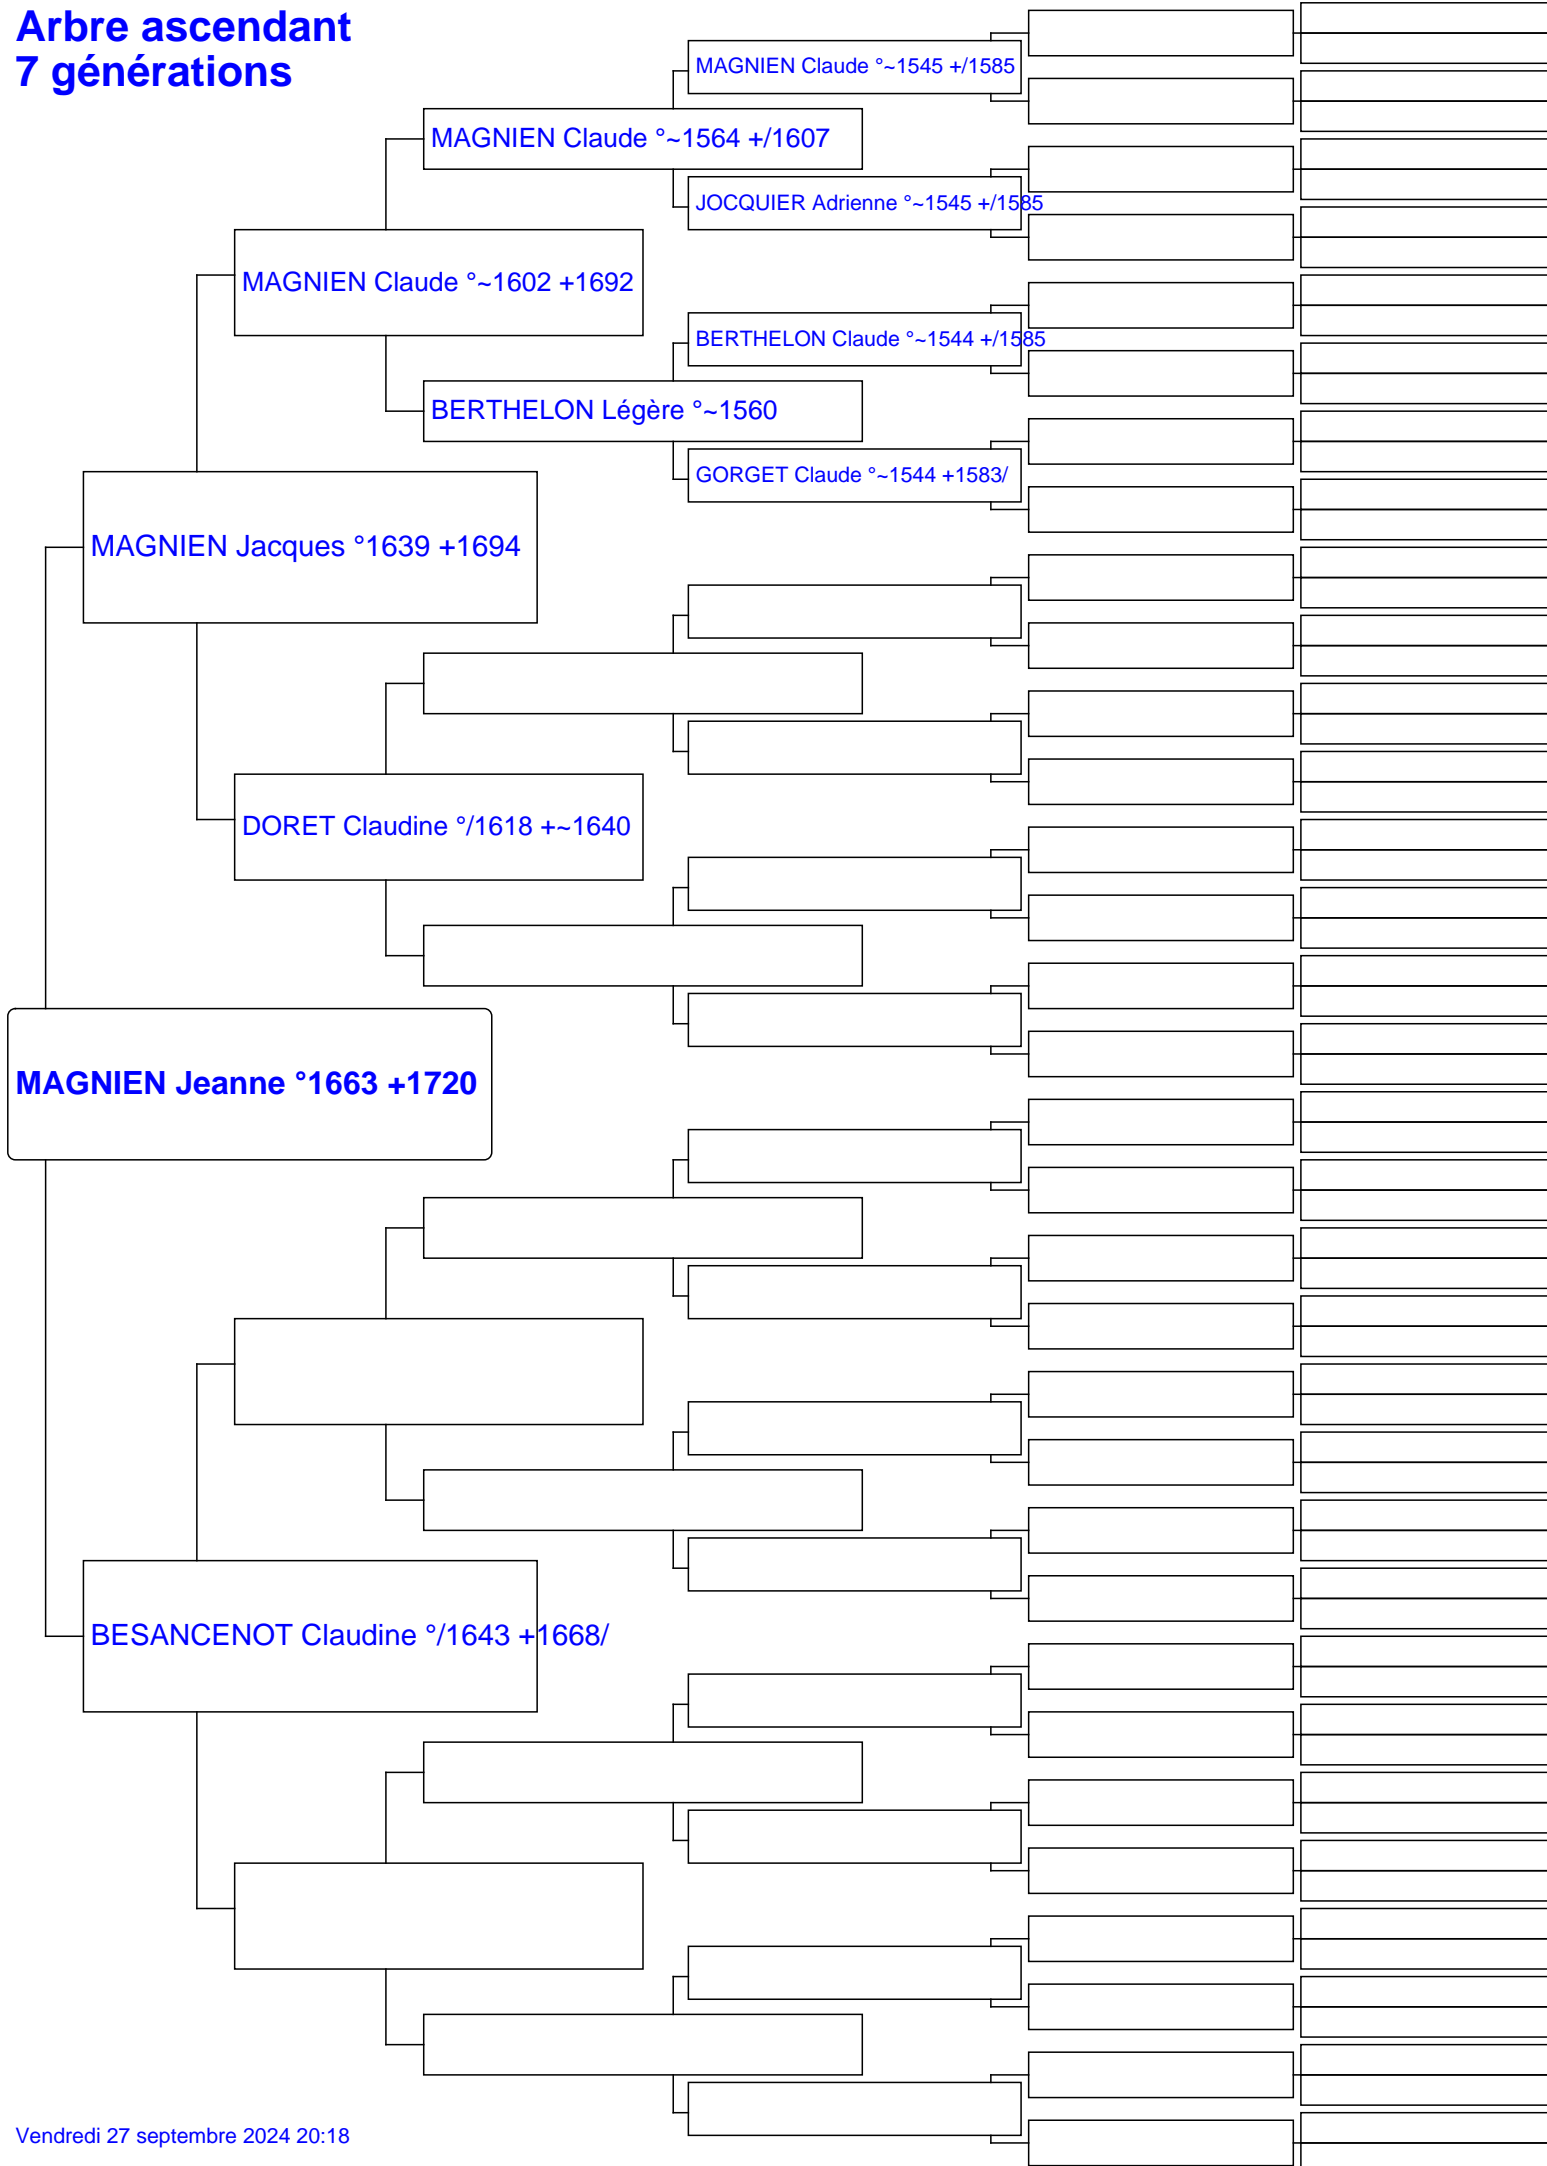 Arbre ascendant
7 générations
MAGNIEN Claude °~1545 +/1585
MAGNIEN Claude °~1564 +/1607
JOCQUIER Adrienne °~1545 +/1585
MAGNIEN Claude °~1602 +1692
BERTHELON Claude °~1544 +/1585
BERTHELON Légère °~1560
GORGET Claude °~1544 +1583/
MAGNIEN Jacques °1639 +1694
DORET Claudine °/1618 +~1640
MAGNIEN Jeanne °1663 +1720
BESANCENOT Claudine °/1643 +1668/
Vendredi 27 septembre 2024 20:18